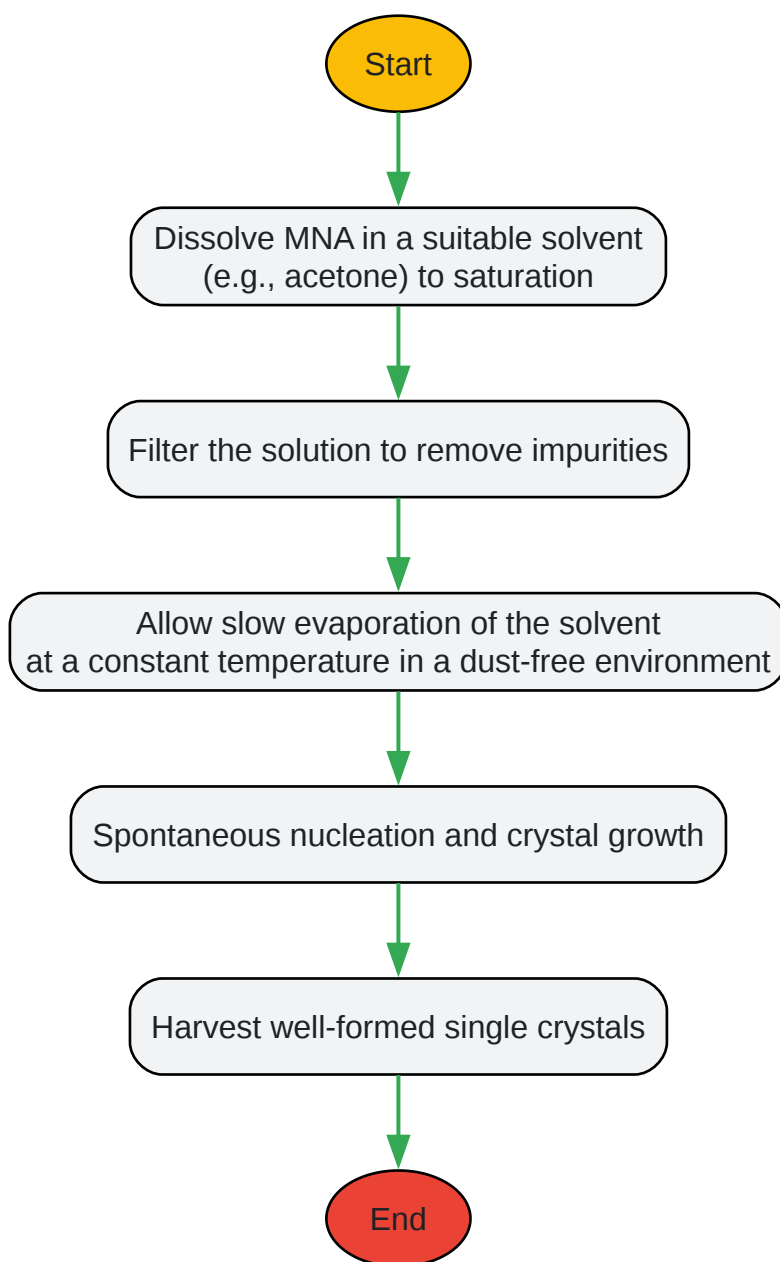 Start
Dissolve MNA in a suitable solvent
(e.g., acetone) to saturation
Filter the solution to remove impurities
Allow slow evaporation of the solvent
at a constant temperature in a dust-free environment
Spontaneous nucleation and crystal growth
Harvest well-formed single crystals
End